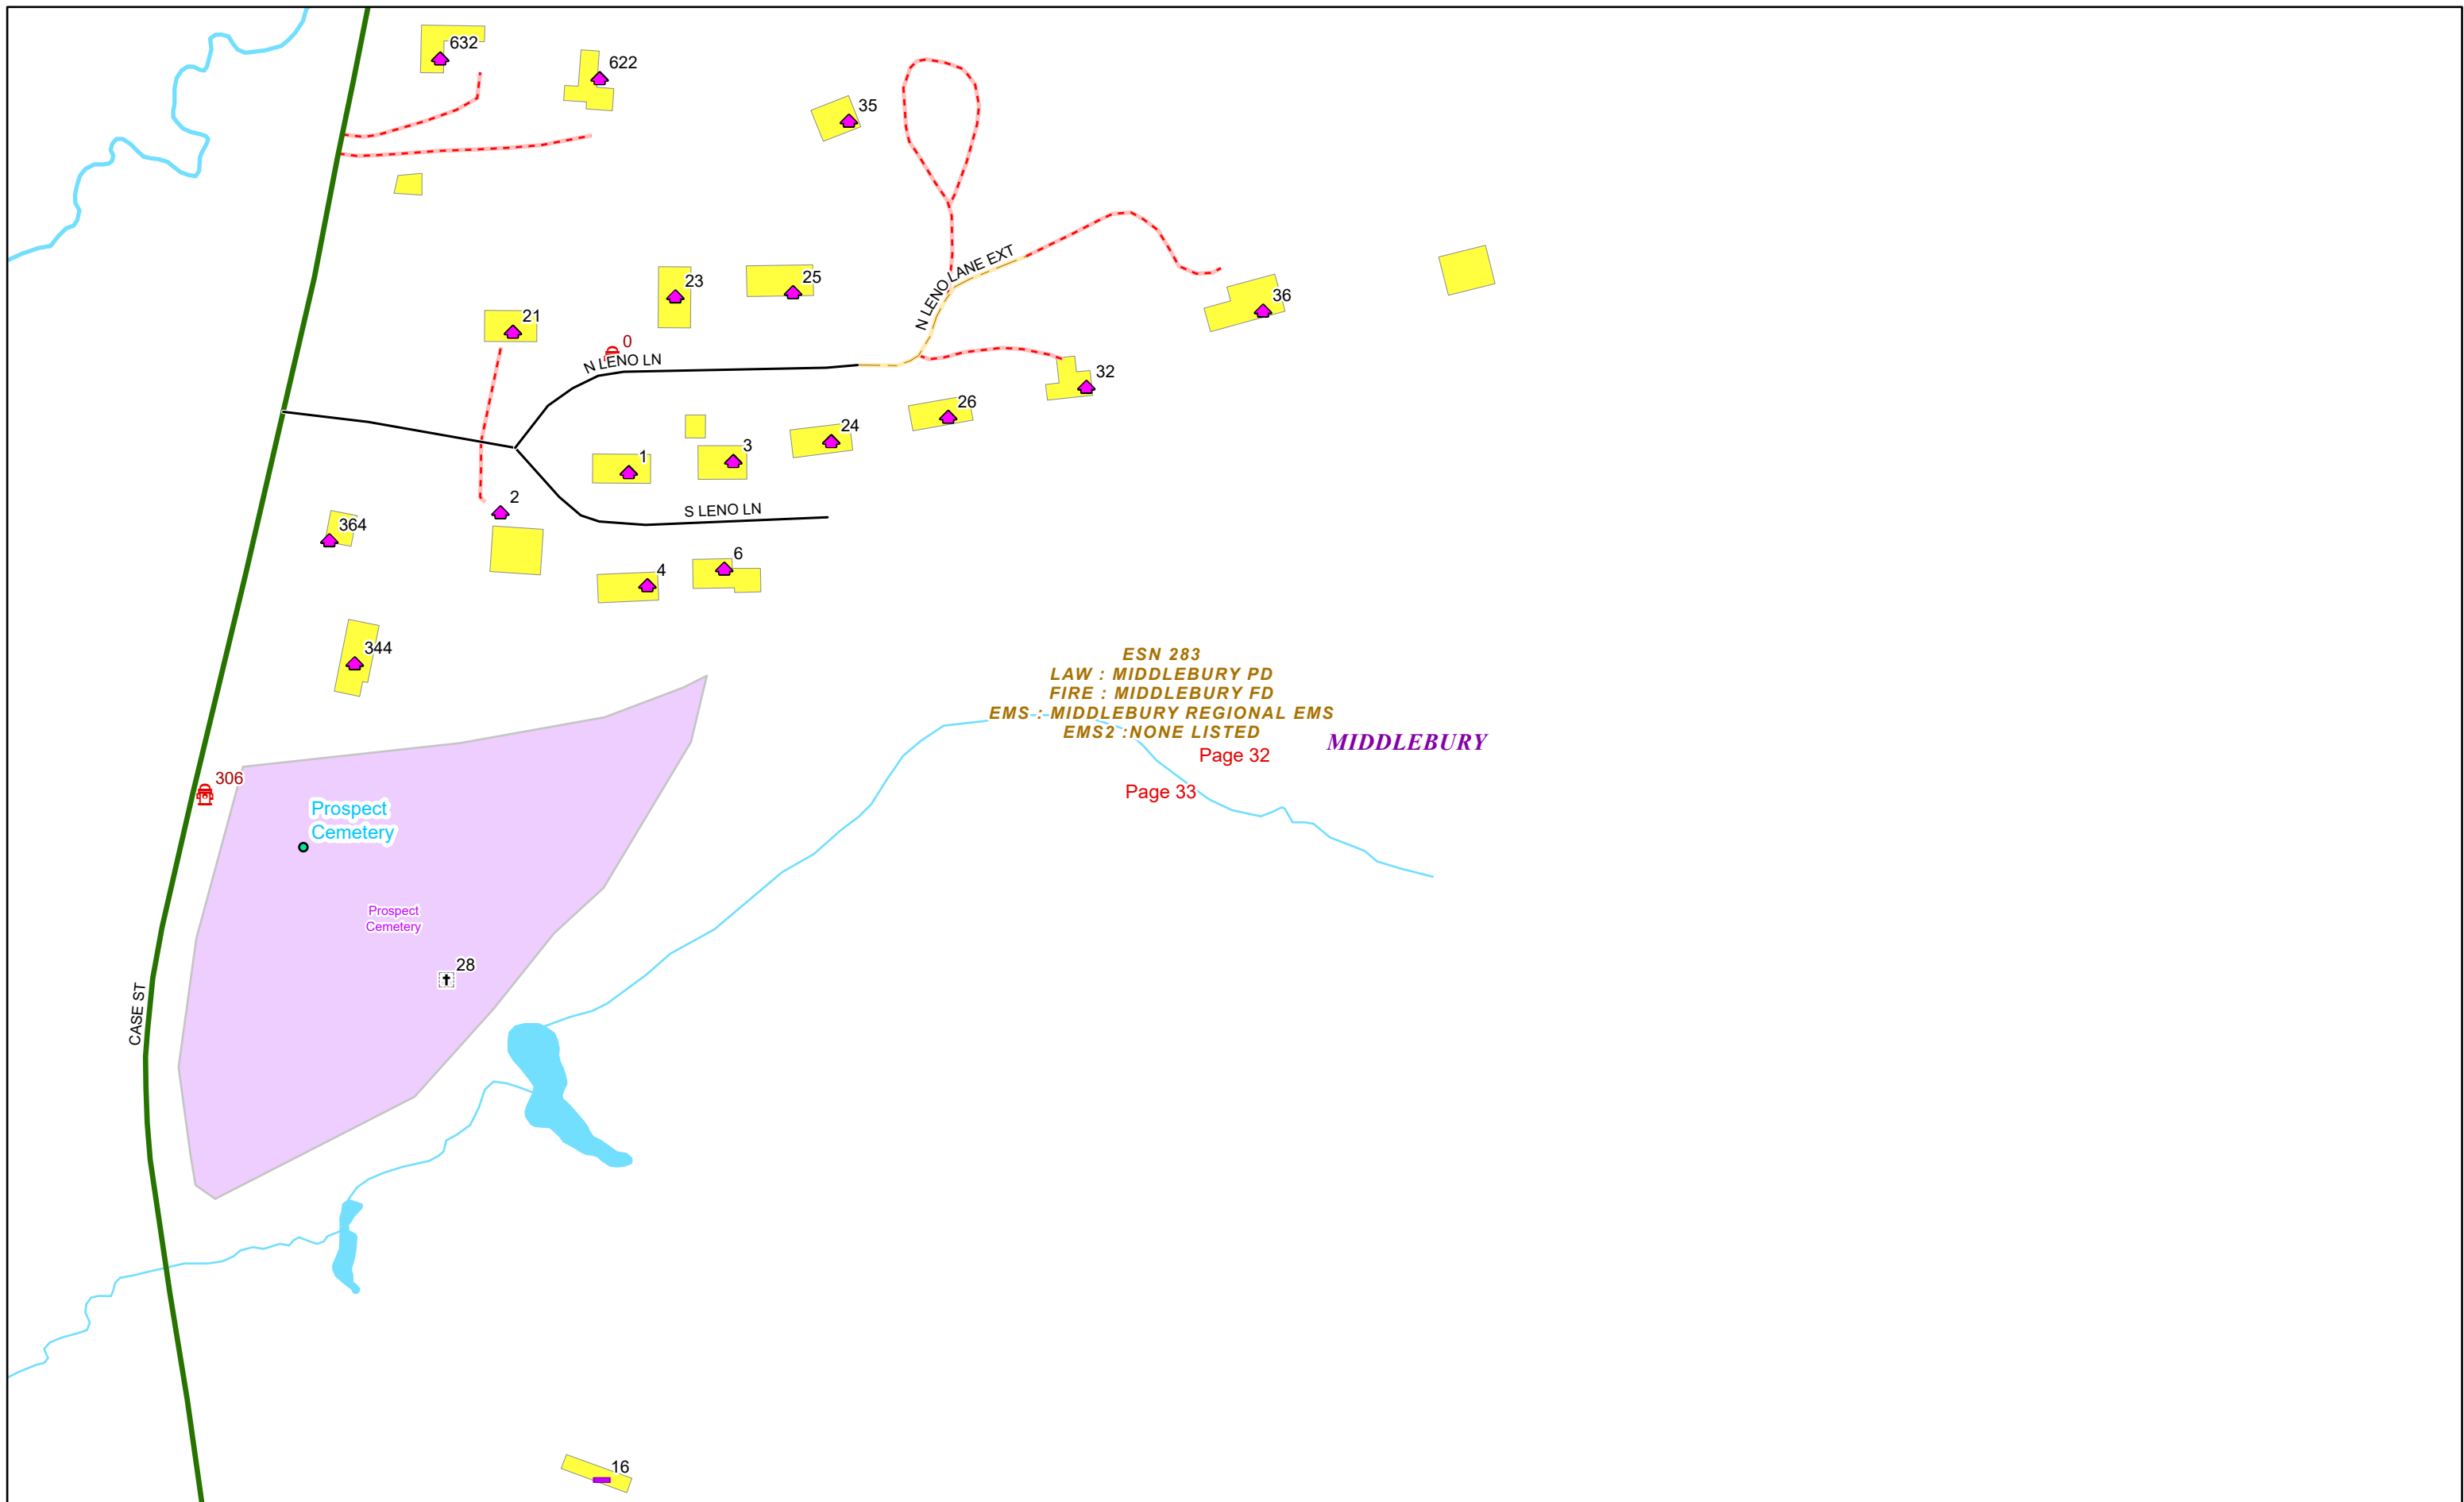 632
622
35
N LENO LANE EXT
23
25
36
21
0
N LENO LN
32
26
24
3
1
2
S LENO LN
364
6
4
344
ESN 283
LAW : MIDDLEBURY PD
FIRE : MIDDLEBURY FD
EMS : MIDDLEBURY REGIONAL EMS
EMS2 :NONE LISTED
MIDDLEBURY
Page 32
306
Page 33
Prospect
Cemetery
Prospect
Cemetery
28
CASE ST
16